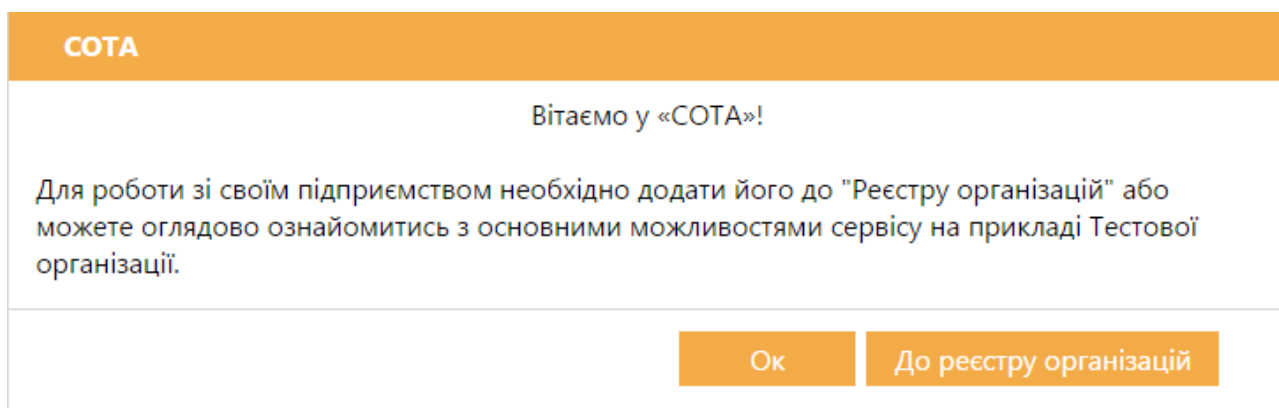 СОТА
Вітаємо у «СОТА»!
Для роботи зі своїм підприємством необхідно додати його до "Реєстру організацій" або
можете оглядово ознайомитись з основними можливостями сервісу на прикладі Тестової
організації.
Ок
До реєстру організацій